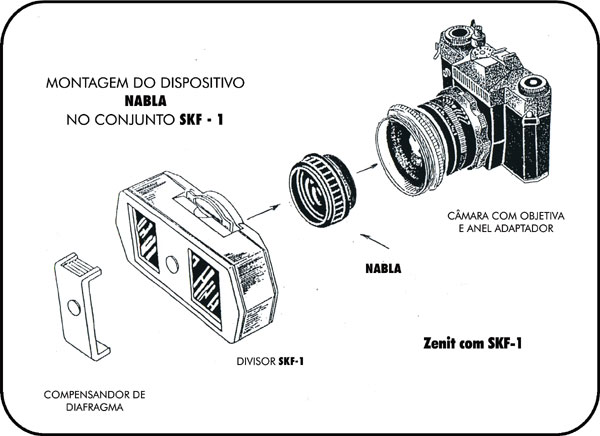 MONTAGEM DO DISPOSITIVO
NABLA
NO CONJUNTO SKF - 1
CÂMARA COM OBJETIVA
E ANEL ADAPTADOR
NABLA
Zenit com SKF-1
DIVISOR SKF-1
COMPENSANDOR DE
DIAFRAGMA